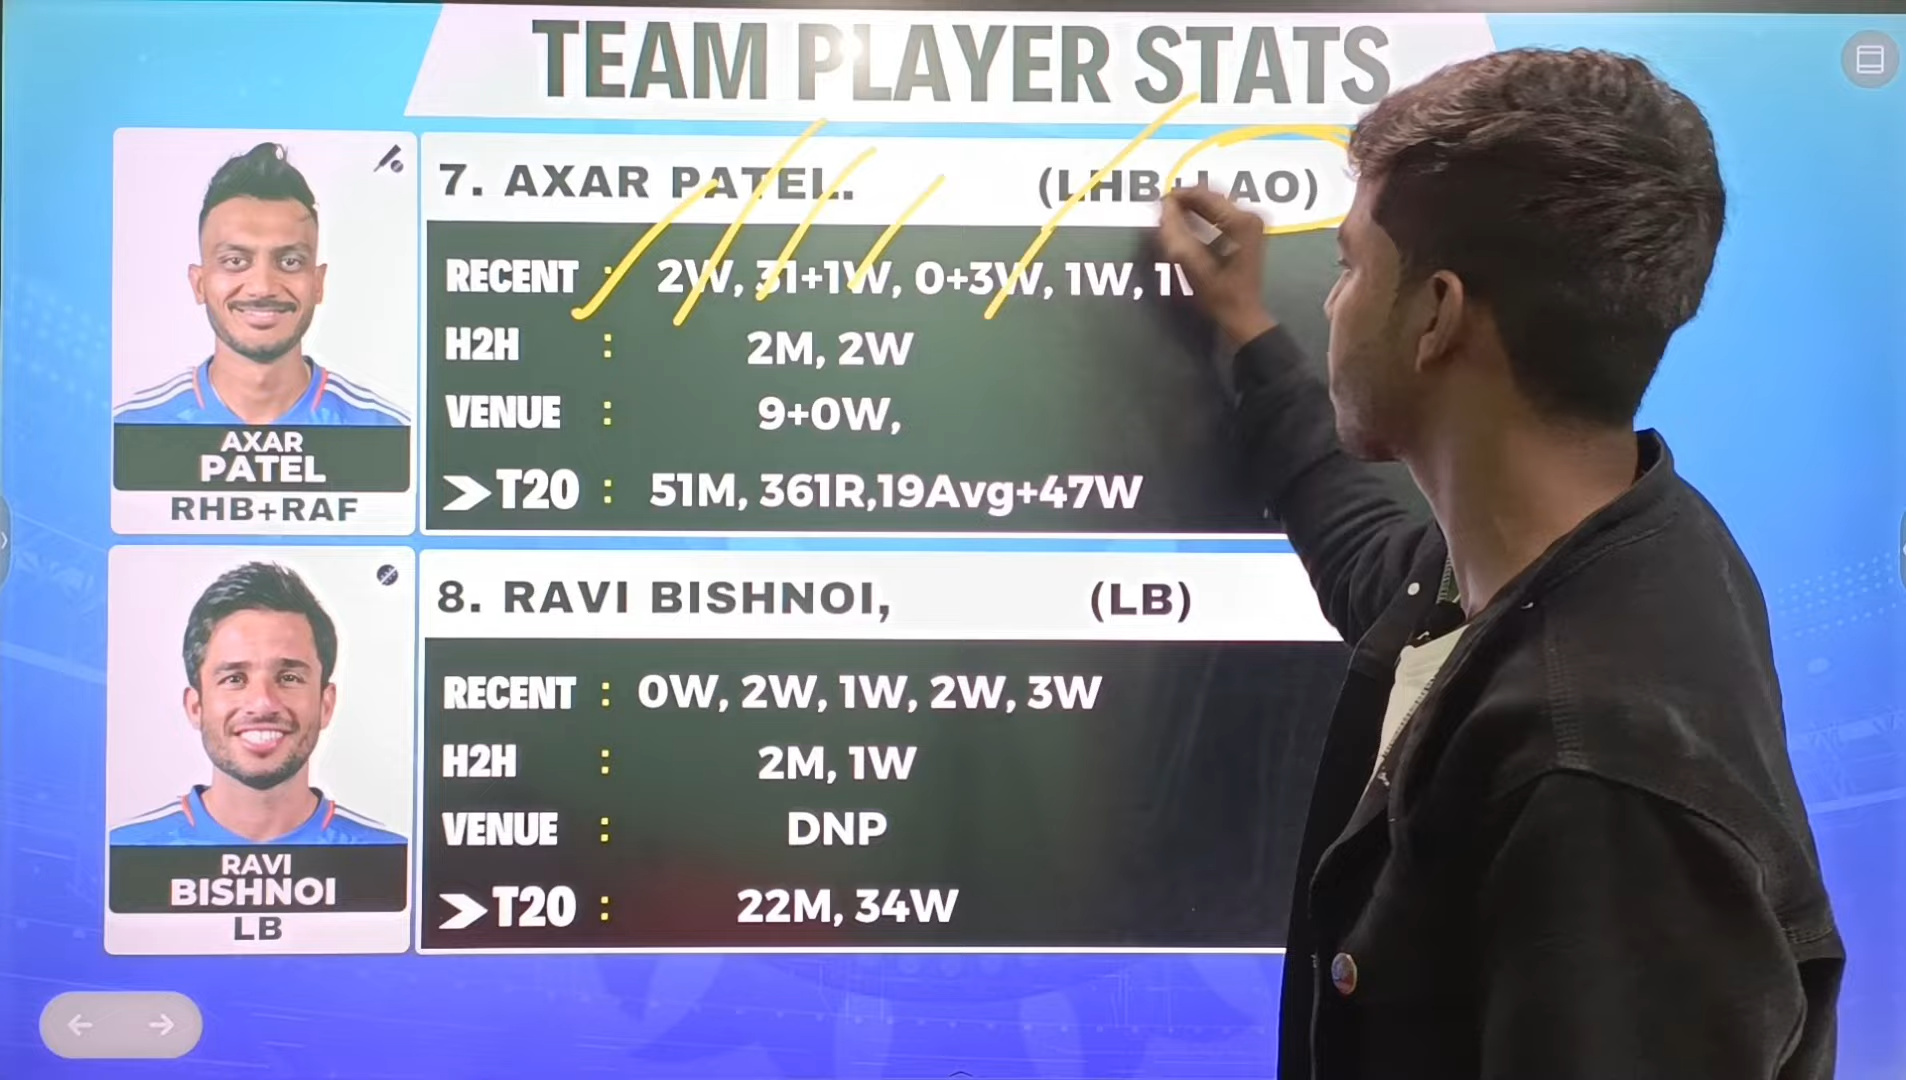 TEAM PLAYER STATS
7. AXAR PATEL. (LHB+LAO)
RECENT : 2W, 31+1W, 0+3W, 1W,
H2H : 2M, 2W
VENUE : 9+0W,
T20 : 51M, 361R,19Avg+47W
AXAR
PATEL
RHB+RAF
8. RAVI BISHNOI, (LB)
RECENT : 0W, 2W, 1W, 2W, 3W
H2H : 2M, 1W
VENUE : DNP
T20 : 22M, 34W
RAVI
BISHNOI
LB